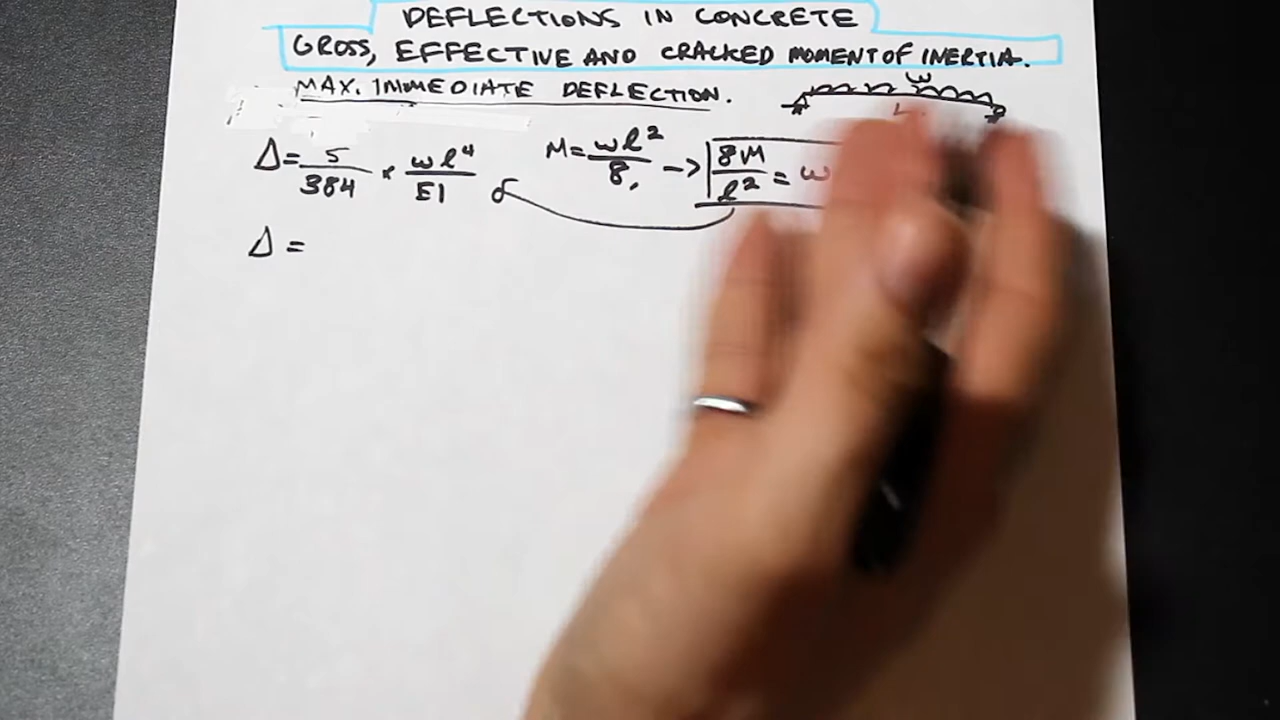 DEFLECTIONS IN CONCRETE
GROSS, EFFECTIVE AND CRACKED MOMENT OF INERTIA.
MAX. IMMEDIATE DEFLECTION.
w
L
Δ = 5/384 × wl⁴/EI
M = wl²/8, -> 8M/l² = w
Δ =